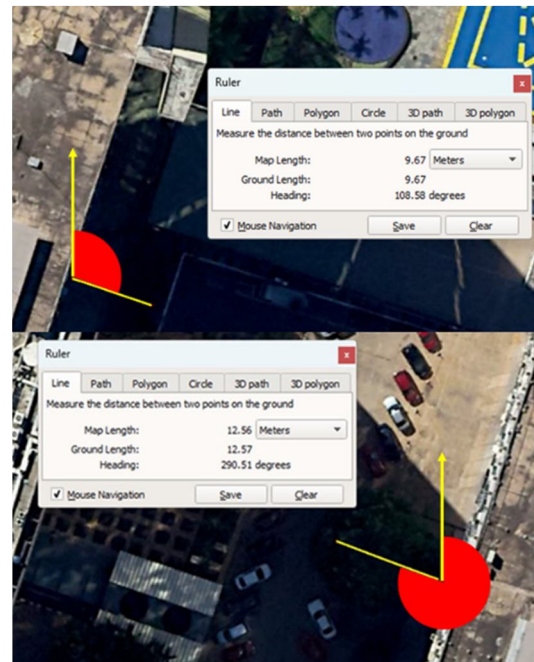 Ruler x
Line Path Polygon Circle 3D path 3D polygon
Measure the distance between two points on the ground
Map Length: 9.67 Meters
Ground Length: 9.67
Heading: 108.58 degrees
Mouse Navigation Save Clear
Ruler x
Line Path Polygon Circle 3D path 3D polygon
Measure the distance between two points on the ground
Map Length: 12.56 Meters
Ground Length: 12.57
Heading: 290.51 degrees
Mouse Navigation Save Clear